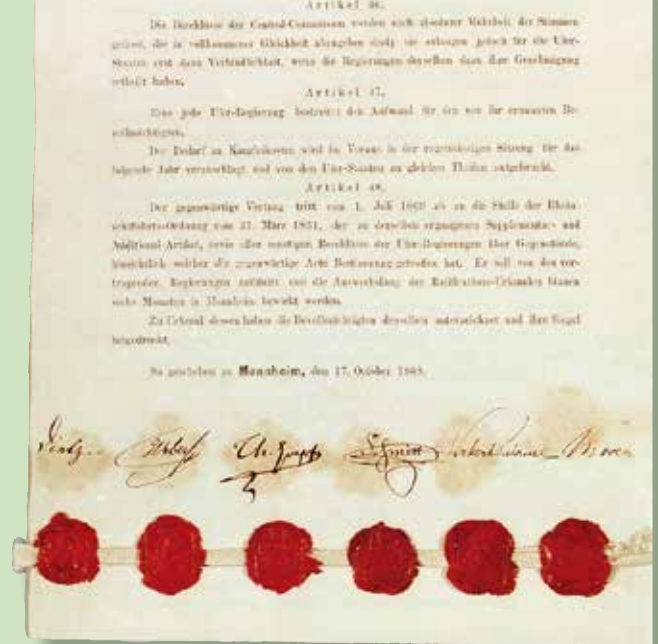 Artikel 46.
Die Beschlüsse der Central-Commission werden nach absoluter Mehrheit der Stimmen
gefasst, die in vollkommener Gleichheit abzugeben sind; sie erlangen jedoch für die Ufer-
Staaten erst dann Verbindlichkeit, wenn die Regierungen derselben dazu ihre Genehmigung
ertheilt haben.
Artikel 47.
Eine jede Ufer-Regierung bestreitet den Aufwand für den von ihr ernannten Be-
vollmächtigten.
Der Bedarf an Kanzleikosten wird im Voraus in der regelmässigen Sitzung für das
folgende Jahr veranschlagt und von den Ufer-Staaten zu gleichen Theilen aufgebracht.
Artikel 48.
Der gegenwärtige Vertrag tritt vom 1. Juli 1869 ab an die Stelle der Rhein-
schifffahrts-Ordnung vom 31. März 1831, der zu derselben ergangenen Supplementar- und
Additional-Artikel, sowie aller sonstigen Beschlüsse der Ufer-Regierungen über Gegenstände,
hinsichtlich welcher die gegenwärtige Acte Bestimmung getroffen hat. Er soll von den ver-
tragenden Regierungen ratificirt und die Auswechslung der Ratifications-Urkunden binnen
sechs Monaten in Mannheim bewirkt werden.
Zu Urkund dessen haben die Bevollmächtigten denselben unterzeichnet und ihre Siegel
beigedruckt.
So geschehen zu Mannheim, den 17. October 1868.
Dietz. Schmitt